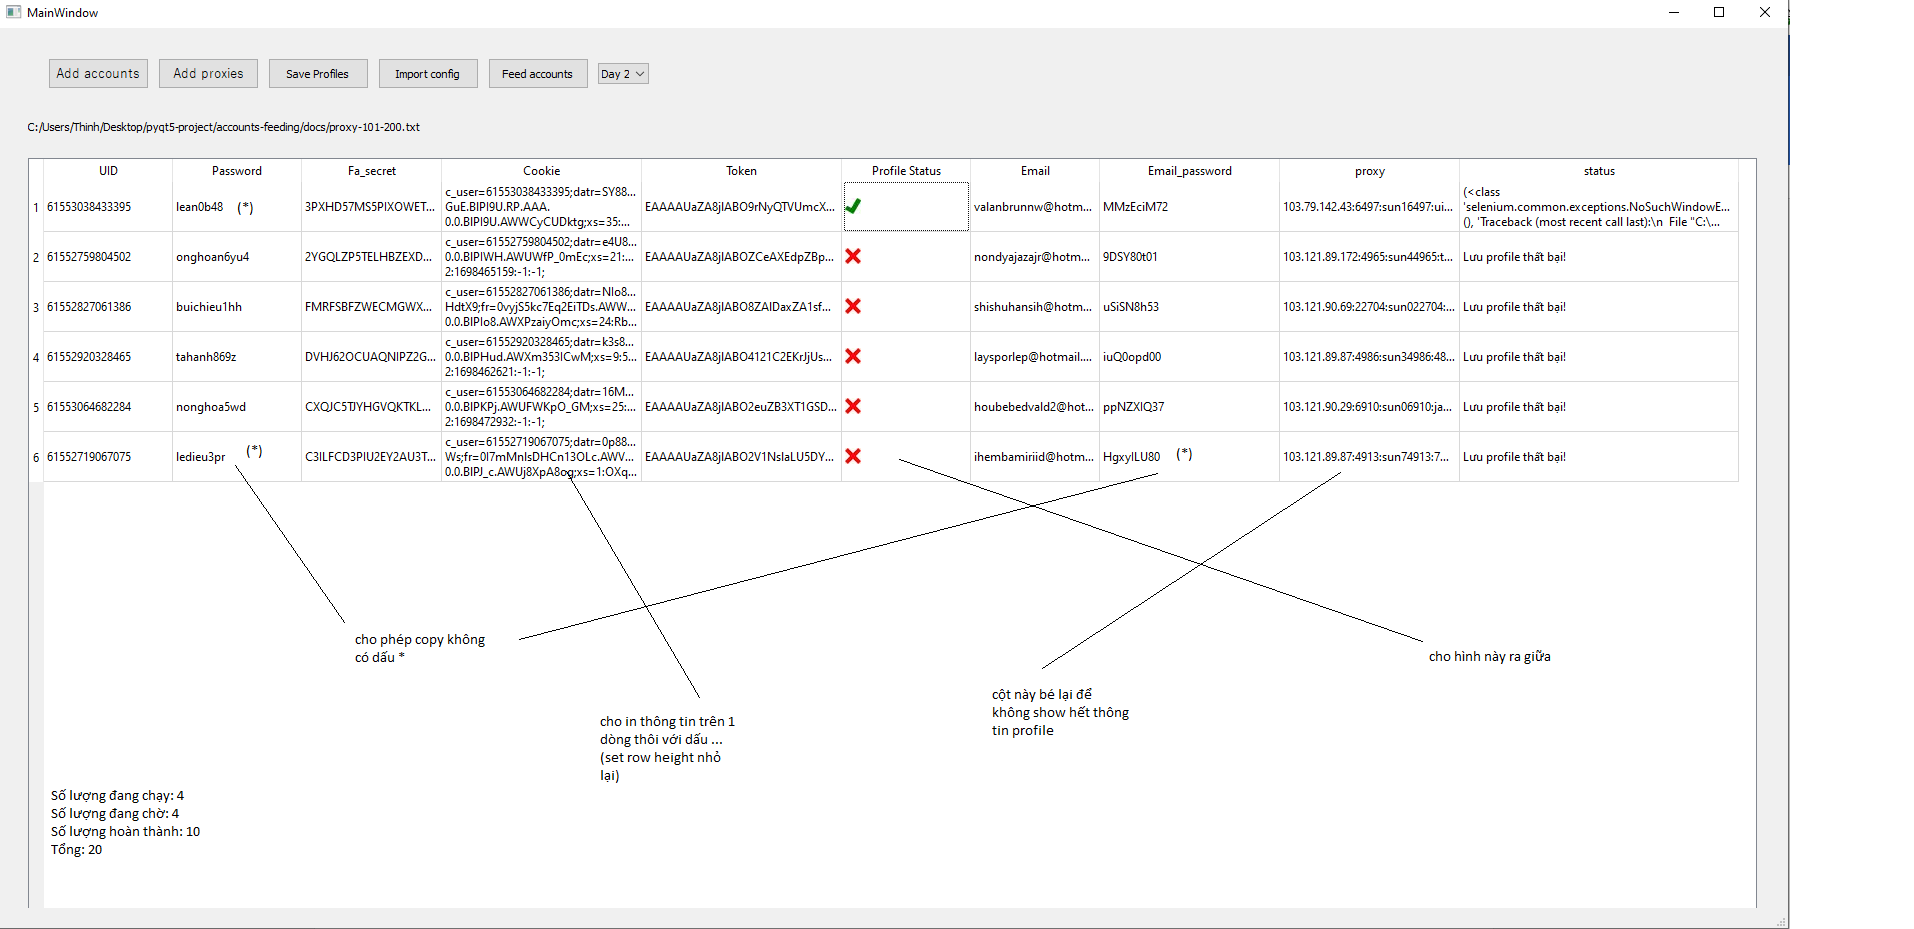 MainWindow
Add accounts
Add proxies
Save Profiles
Import config
Feed accounts
Day 2
C:/Users/Thinh/Desktop/pyqt5-project/accounts-feeding/docs/proxy-101-200.txt
UID Password Fa_secret Cookie Token Profile Status Email Email_password proxy status
1 61553038433395 lean0b48 (*) 3PXHD57MS5PIXOWET... c_user=61553038433395;datr=SY88... EAAAAUaZA8jIABO9rNyQTVUmcX... valanbrunnw@hotm... MMzEciM72 103.79.142.43:6497:sun16497:ui... (<class
GuE.BIPI9U.RP.AAA. 'selenium.common.exceptions.NoSuchWindowE...
0.0.BIPI9U.AWWCyCUDktg;xs=35:... (), 'Traceback (most recent call last):\n File "C:\...
2 61552759804502 onghoan6yu4 2YGQLZP5TELHBZEXD... c_user=61552759804502;datr=e4U8... EAAAAUaZA8jIABOZCeAXEdpZBp... nondyajazajr@hotm... 9DSY80t01 103.121.89.172:4965:sun44965:t... Lưu profile thất bại!
0.0.BIPIWH.AWUWfP_0mEc;xs=21:...
2:1698465159:-1:-1;
3 61552827061386 buichieu1hh FMRFSBFZWECMGWX... c_user=61552827061386;datr=NIo8... EAAAAUaZA8jIABO8ZAIDaxZA1sf... shishuhansih@hotm... uSiSN8h53 103.121.90.69:22704:sun022704:... Lưu profile thất bại!
HdtX9;fr=0vyjS5kc7Eq2EiTDs.AWW...
0.0.BIPIo8.AWXPzaiyOmc;xs=24:Rb...
4 61552920328465 tahanh869z DVHJ62OCUAQNIPZ2G... c_user=61552920328465;datr=k3s8... EAAAAUaZA8jIABO4121C2EKrJjUs... laysporlep@hotmail.... iuQ0opd00 103.121.89.87:4986:sun34986:48... Lưu profile thất bại!
0.0.BIPHud.AWXm353ICwM;xs=9:5...
2:1698462621:-1:-1;
5 61553064682284 nonghoa5wd CXQJC5TJYHGVQKTKL... c_user=61553064682284;datr=16M... EAAAAUaZA8jIABO2euZB3XT1GSD... houbebedvald2@hot... ppNZXIQ37 103.121.90.29:6910:sun06910:ja... Lưu profile thất bại!
0.0.BIPKPj.AWUFWKpO_GM;xs=25:...
2:1698472932:-1:-1;
6 61552719067075 ledieu3pr (*) C3ILFCD3PIU2EY2AU3T... c_user=61552719067075;datr=0p88... EAAAAUaZA8jIABO2V1NsIaLU5DY... ihembamiriid@hotm... HgxyILU80 (*) 103.121.89.87:4913:sun74913:7... Lưu profile thất bại!
Ws;fr=0I7mMnIsDHCn13OLc.AWV...
0.0.BIPJ_c.AWUj8XpA8og;xs=1:OXq...
cho phép copy không
có dấu *
cho in thông tin trên 1
dòng thôi với dấu ...
(set row height nhỏ
lại)
cột này bé lại để
không show hết thông
tin profile
cho hình này ra giữa
Số lượng đang chạy: 4
Số lượng đang chờ: 4
Số lượng hoàn thành: 10
Tổng: 20